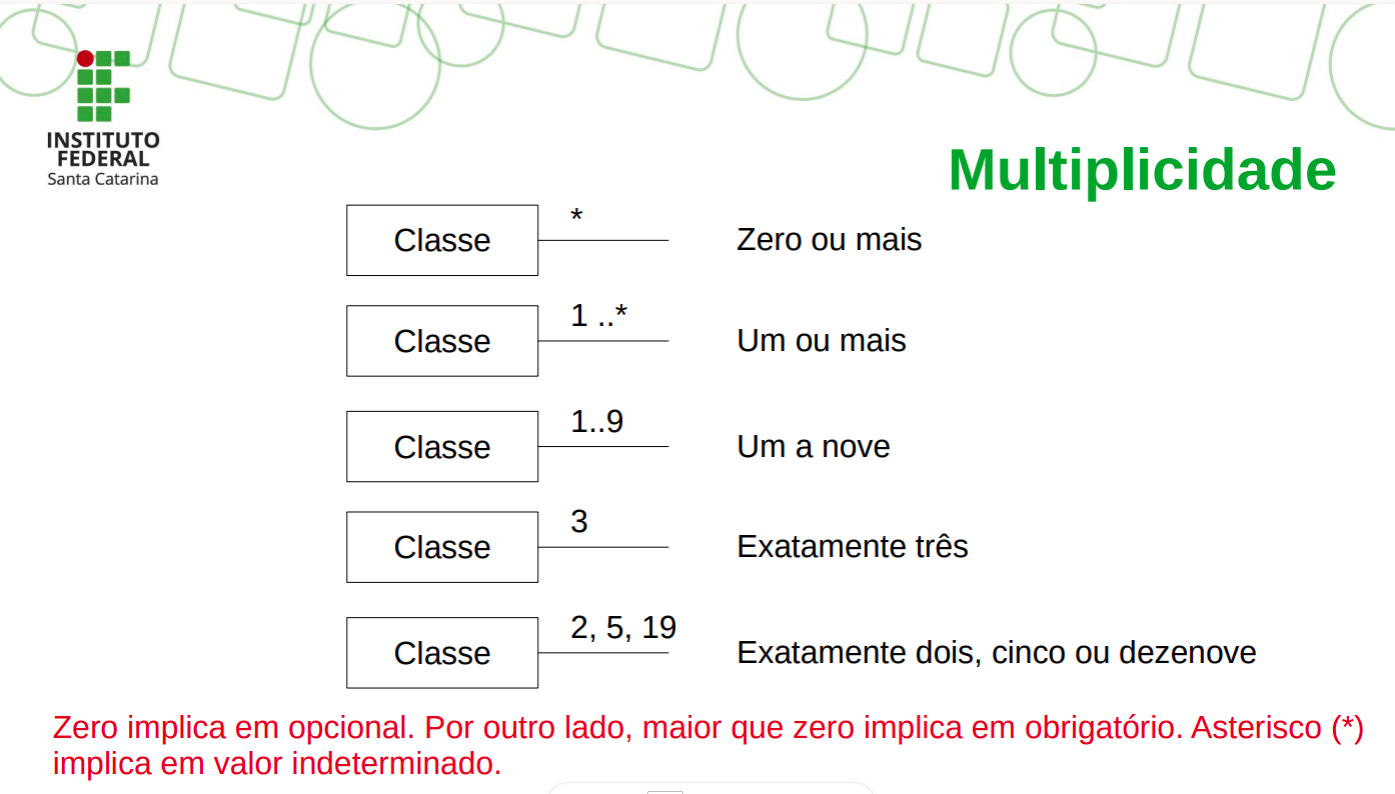 INSTITUTO
FEDERAL
Santa Catarina
Multiplicidade
Classe * Zero ou mais
Classe 1 ..* Um ou mais
Classe 1..9 Um a nove
Classe 3 Exatamente três
Classe 2, 5, 19 Exatamente dois, cinco ou dezenove
Zero implica em opcional. Por outro lado, maior que zero implica em obrigatório. Asterisco (*)
implica em valor indeterminado.